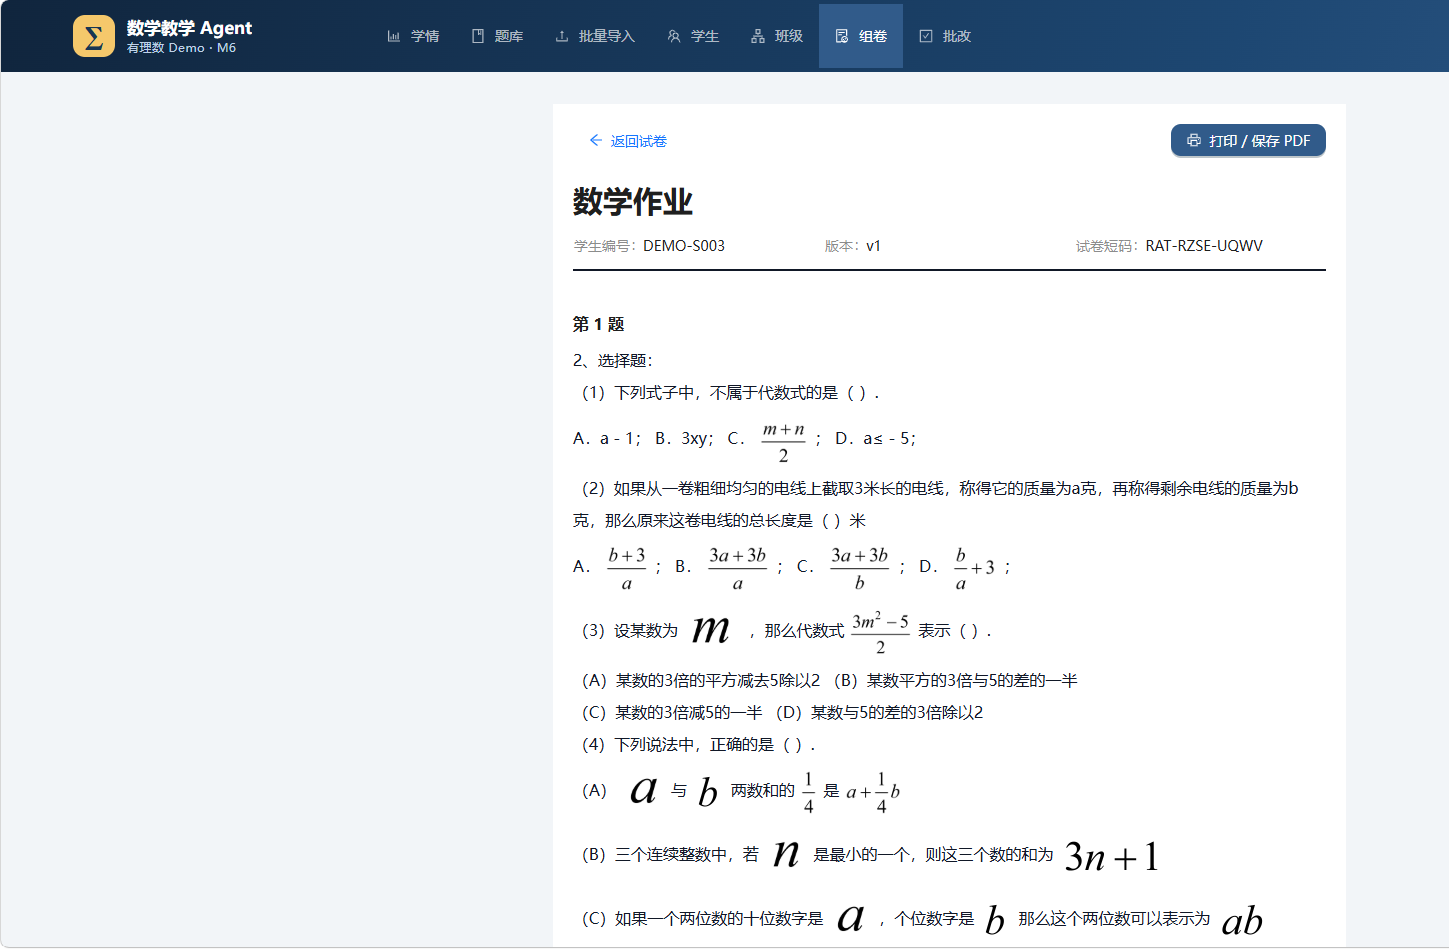 数学教学 Agent
有理数 Demo · M6
学情 题库 批量导入 学生 班级 组卷 批改
返回试卷 打印 / 保存 PDF
数学作业
学生编号：DEMO-S003 版本：v1 试卷短码：RAT-RZSE-UQWV
第 1 题
2、选择题：
（1）下列式子中，不属于代数式的是（ ）.
A．a - 1； B．3xy； C． (m+n)/2 ； D．a≤ - 5；
（2）如果从一卷粗细均匀的电线上截取3米长的电线，称得它的质量为a克，再称得剩余电线的质量为b
克，那么原来这卷电线的总长度是（ ）米
A． (b+3)/a ； B． (3a+3b)/a ； C． (3a+3b)/b ； D． b/a+3 ；
（3）设某数为 m ，那么代数式 (3m²−5)/2 表示（ ）.
（A）某数的3倍的平方减去5除以2 （B）某数平方的3倍与5的差的一半
（C）某数的3倍减5的一半 （D）某数与5的差的3倍除以2
（4）下列说法中，正确的是（ ）.
（A） a 与 b 两数和的 1/4 是 a+1/4b
（B）三个连续整数中，若 n 是最小的一个，则这三个数的和为 3n+1
（C）如果一个两位数的十位数字是 a ，个位数字是 b 那么这个两位数可以表示为 ab